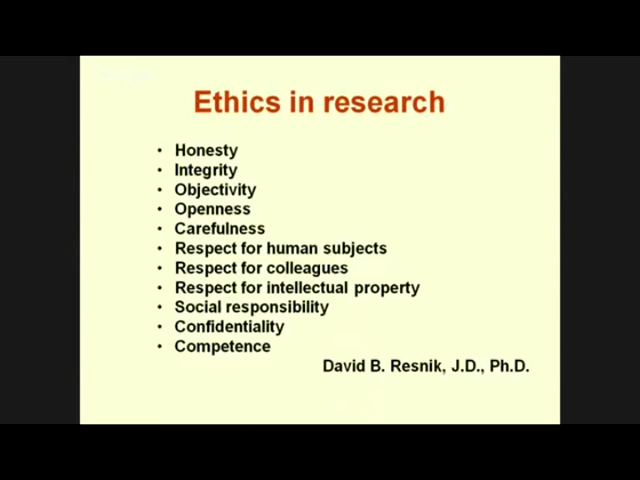 Ethics in research
• Honesty
• Integrity
• Objectivity
• Openness
• Carefulness
• Respect for human subjects
• Respect for colleagues
• Respect for intellectual property
• Social responsibility
• Confidentiality
• Competence
David B. Resnik, J.D., Ph.D.